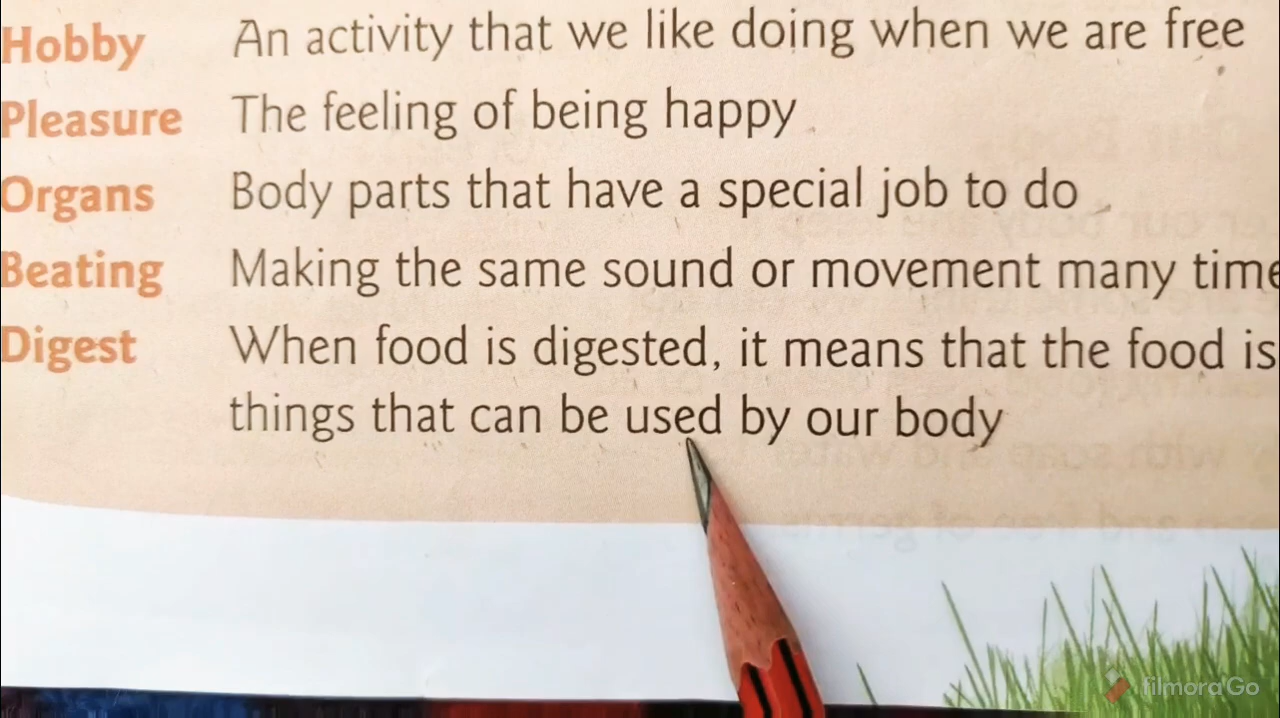 Hobby An activity that we like doing when we are free
Pleasure The feeling of being happy
Organs Body parts that have a special job to do
Beating Making the same sound or movement many time
Digest When food is digested, it means that the food is
things that can be used by our body
filmoraGo